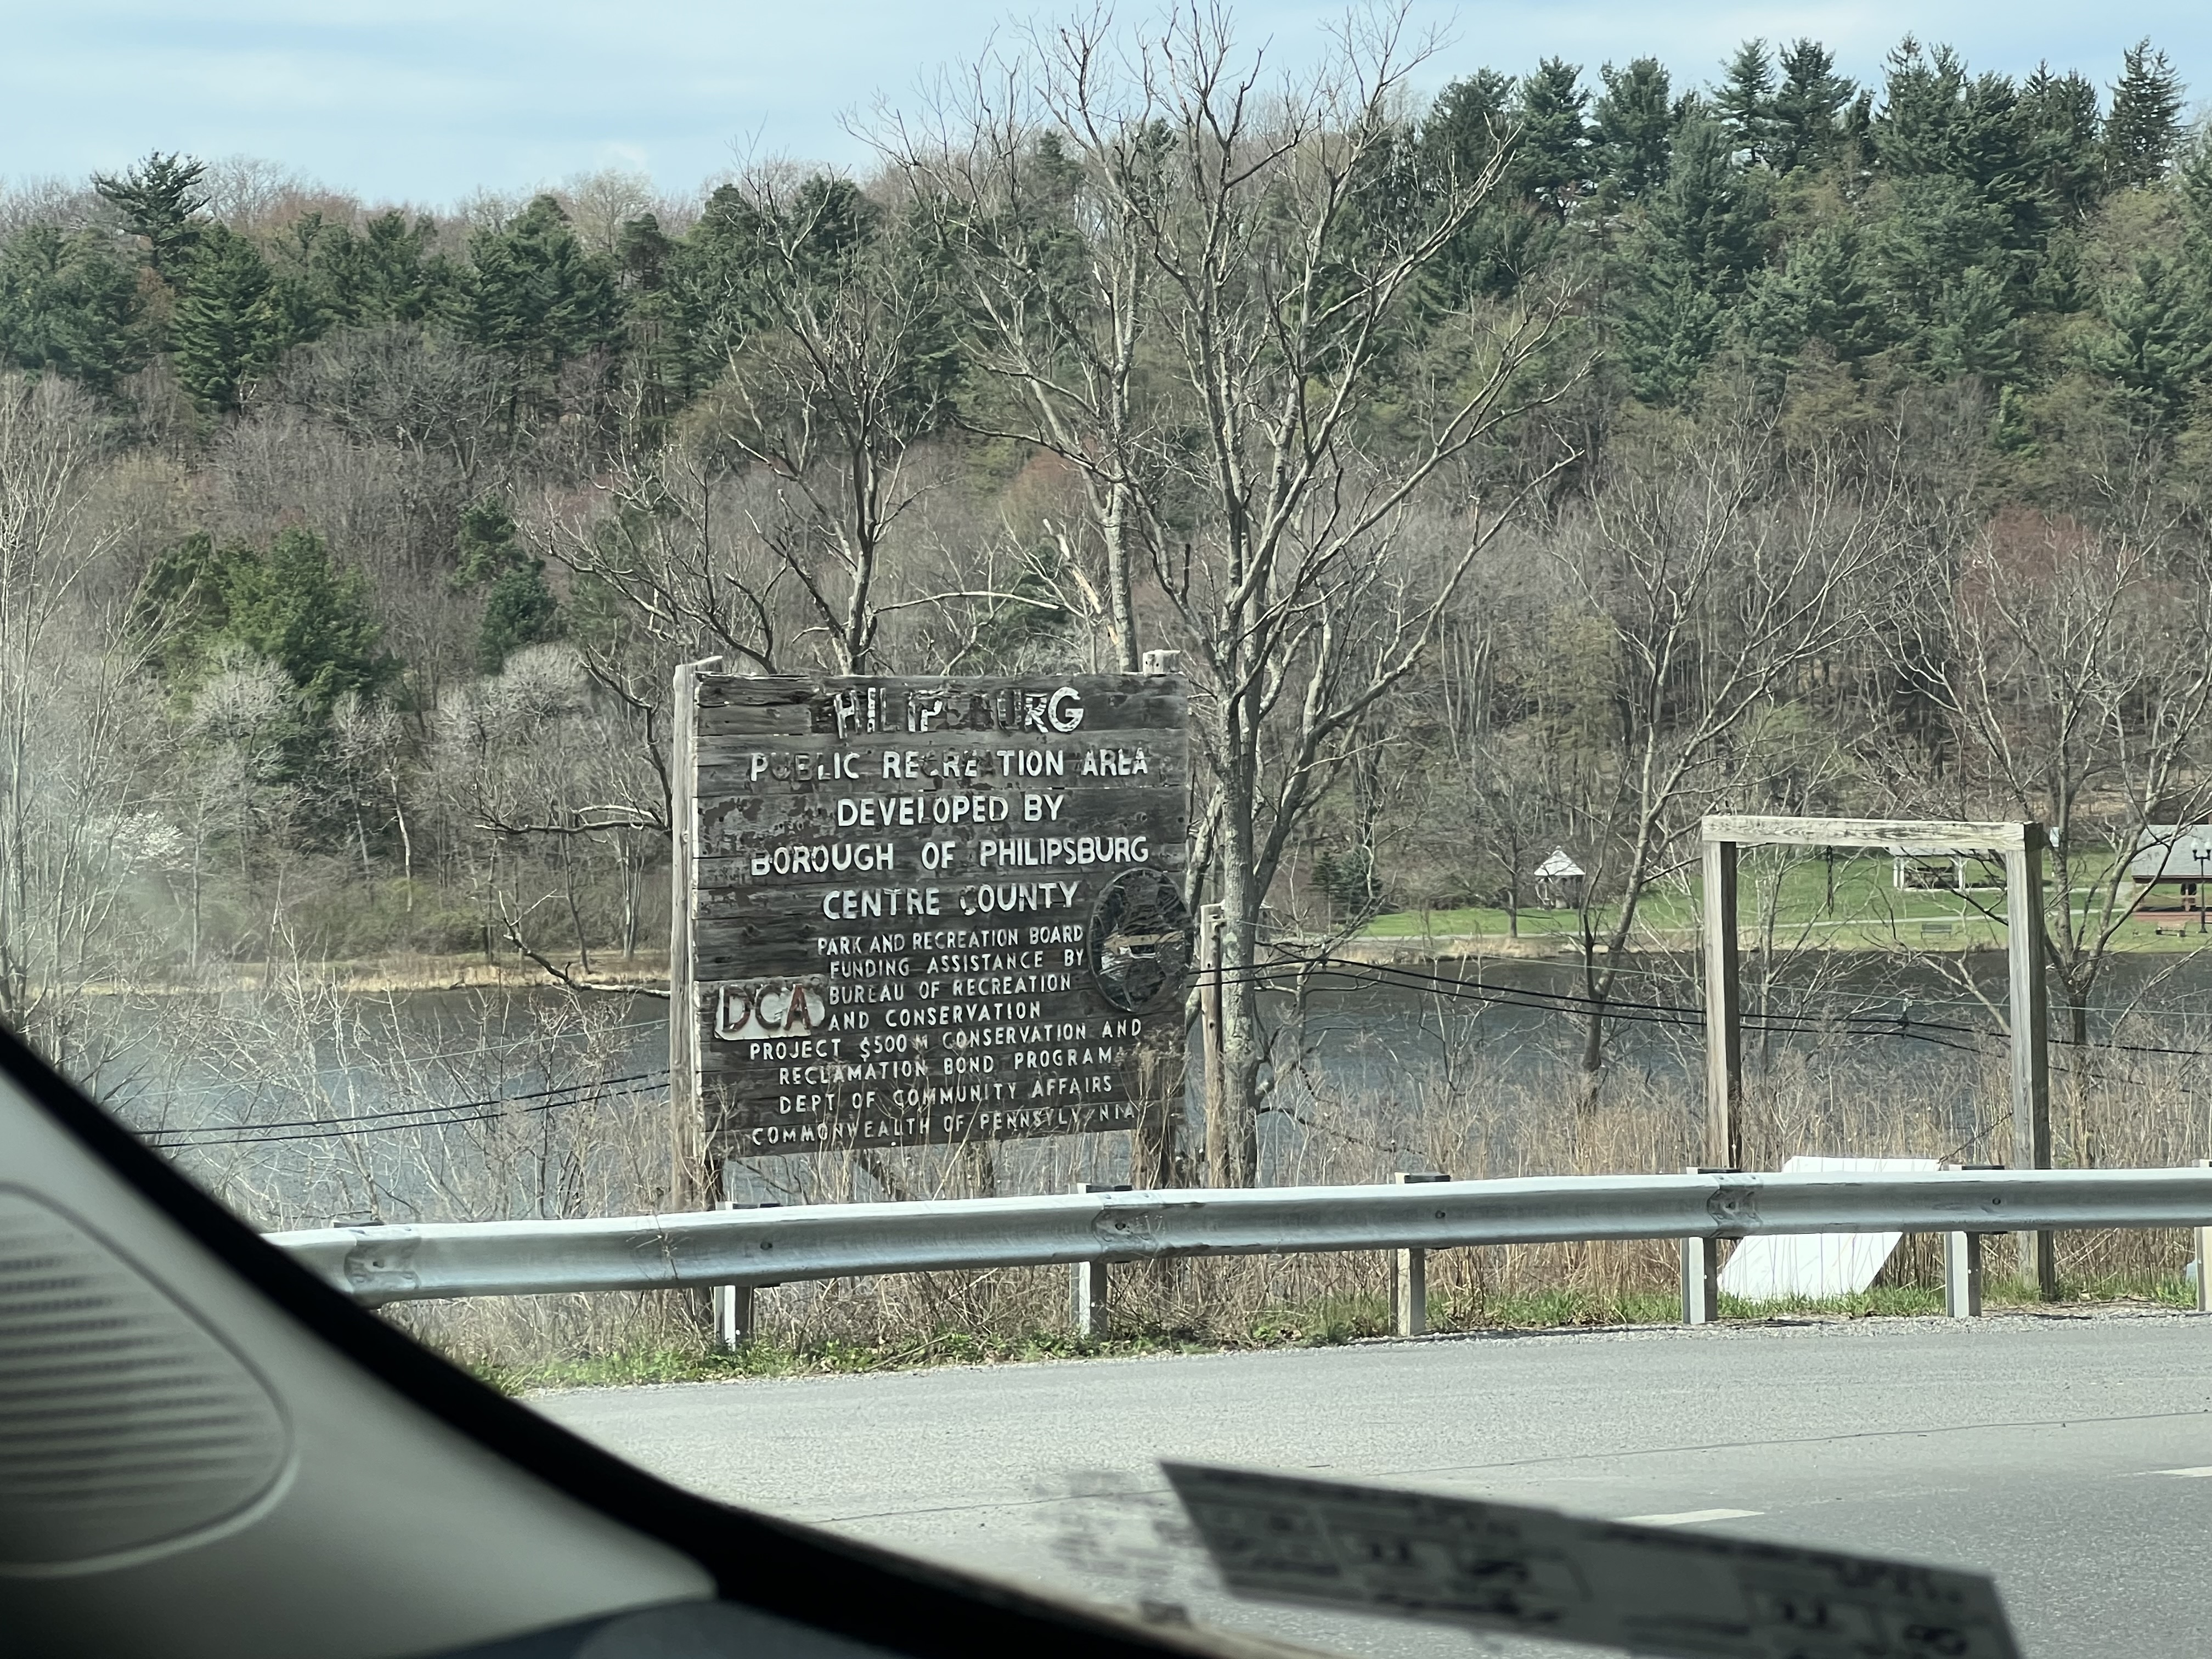 PHILIPSBURG
PUBLIC RECREATION AREA
DEVELOPED BY
BOROUGH OF PHILIPSBURG
CENTRE COUNTY
PARK AND RECREATION BOARD
FUNDING ASSISTANCE BY
DCA BUREAU OF RECREATION
AND CONSERVATION
PROJECT $500 M CONSERVATION AND
RECLAMATION BOND PROGRAM
DEPT OF COMMUNITY AFFAIRS
COMMONWEALTH OF PENNSYLVANIA